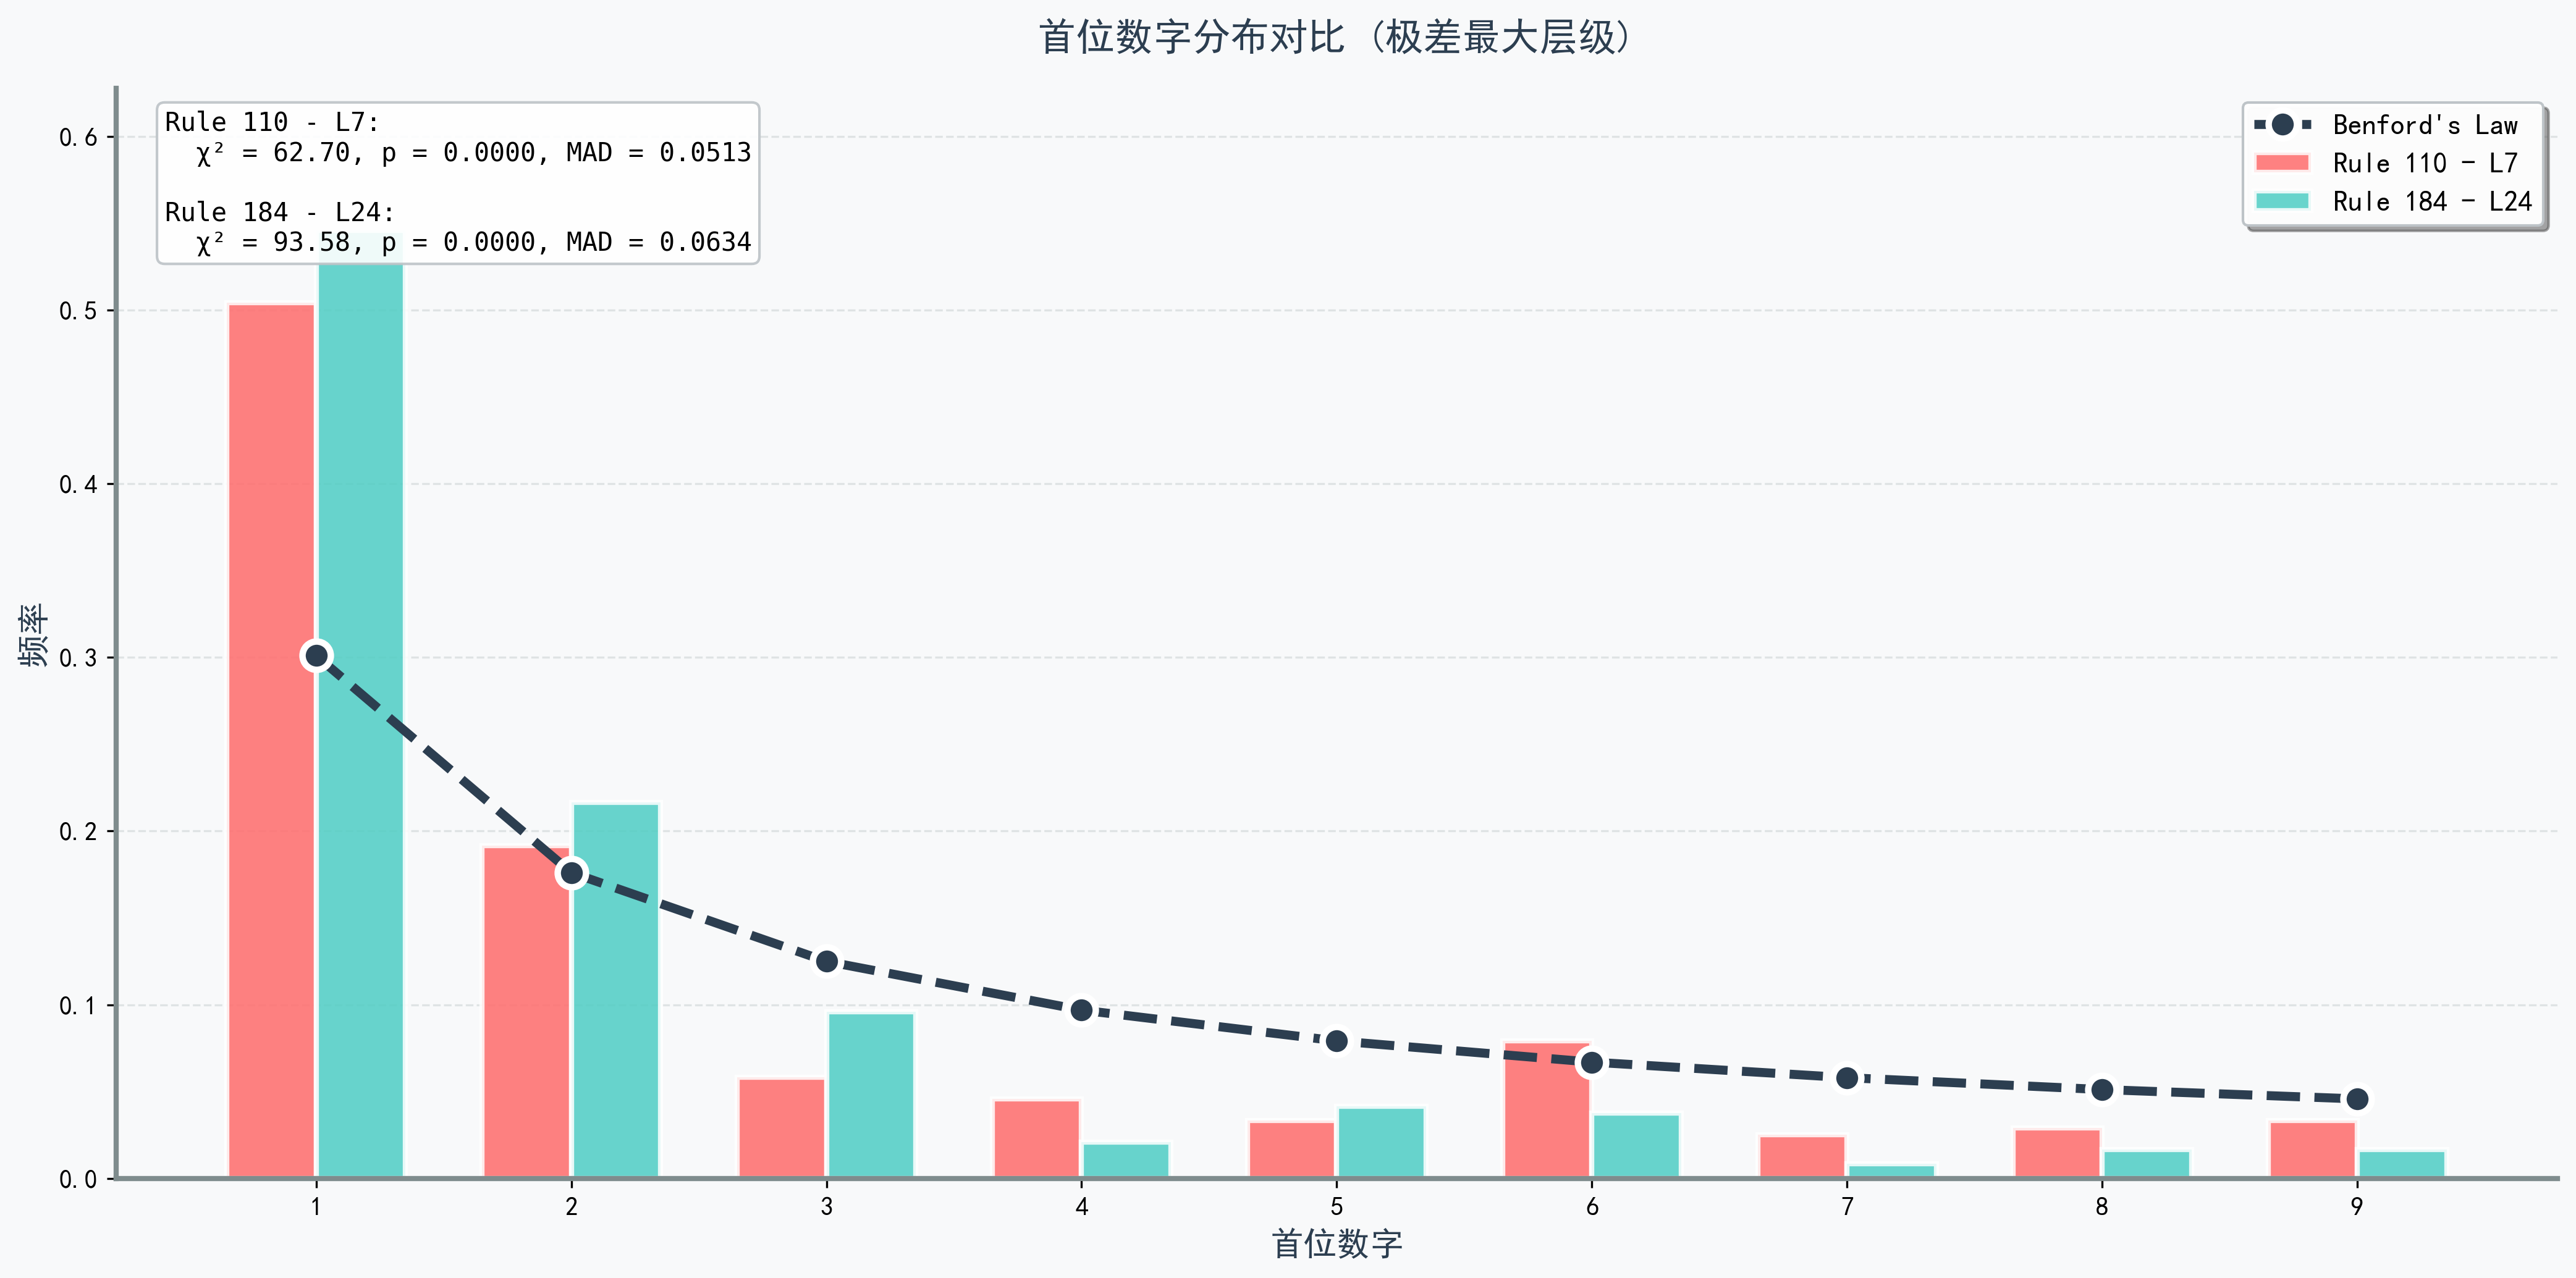 首位数字分布对比 (极差最大层级)
Rule 110 - L7:
χ² = 62.70, p = 0.0000, MAD = 0.0513
Rule 184 - L24:
χ² = 93.58, p = 0.0000, MAD = 0.0634
Benford's Law
Rule 110 - L7
Rule 184 - L24
频率
0.6
0.5
0.4
0.3
0.2
0.1
0.0
1 2 3 4 5 6 7 8 9
首位数字